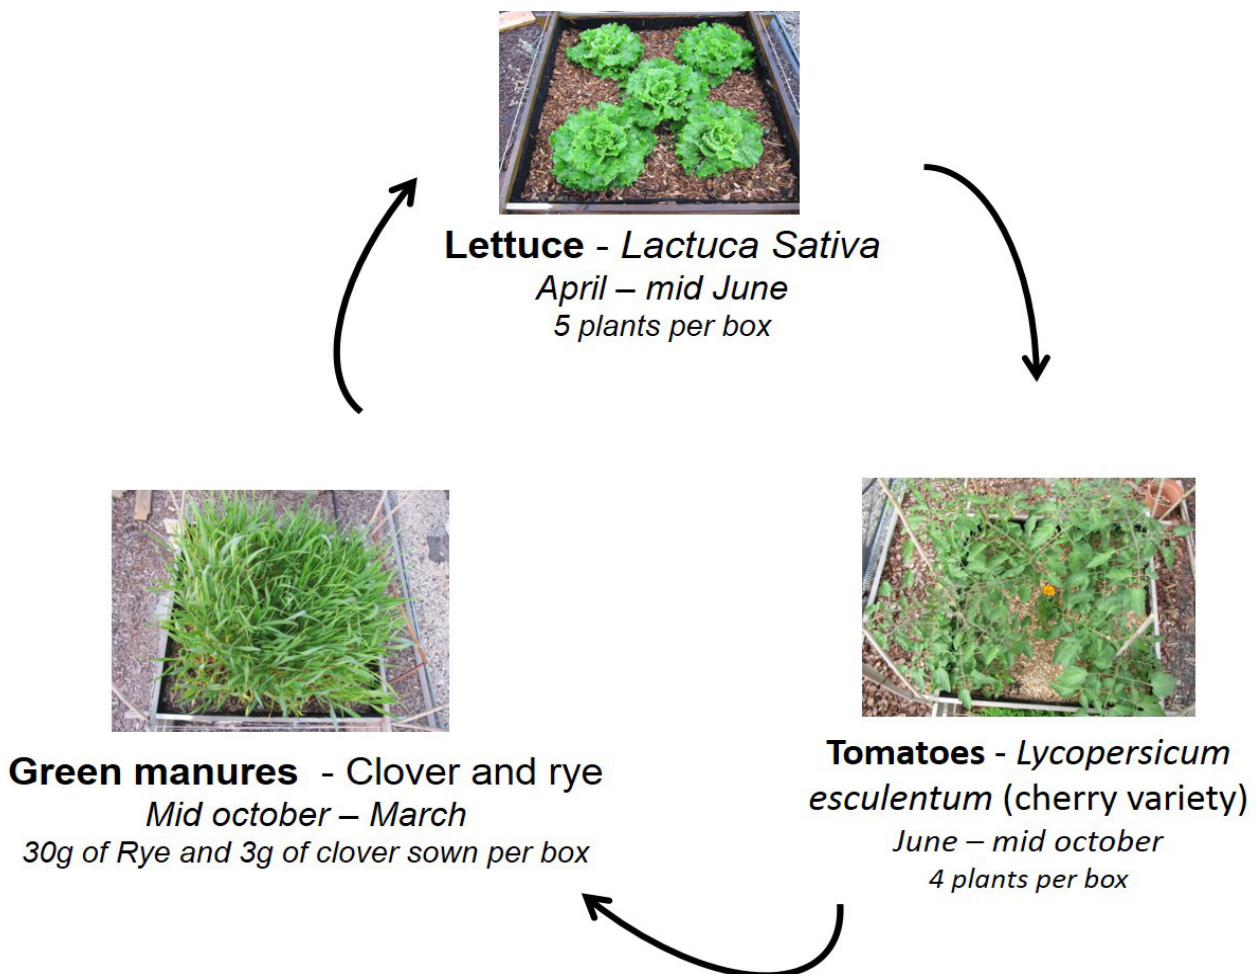 Lettuce - Lactuca Sativa
April – mid June
5 plants per box
Green manures - Clover and rye
Mid october – March
30g of Rye and 3g of clover sown per box
Tomatoes - Lycopersicum
esculentum (cherry variety)
June – mid october
4 plants per box